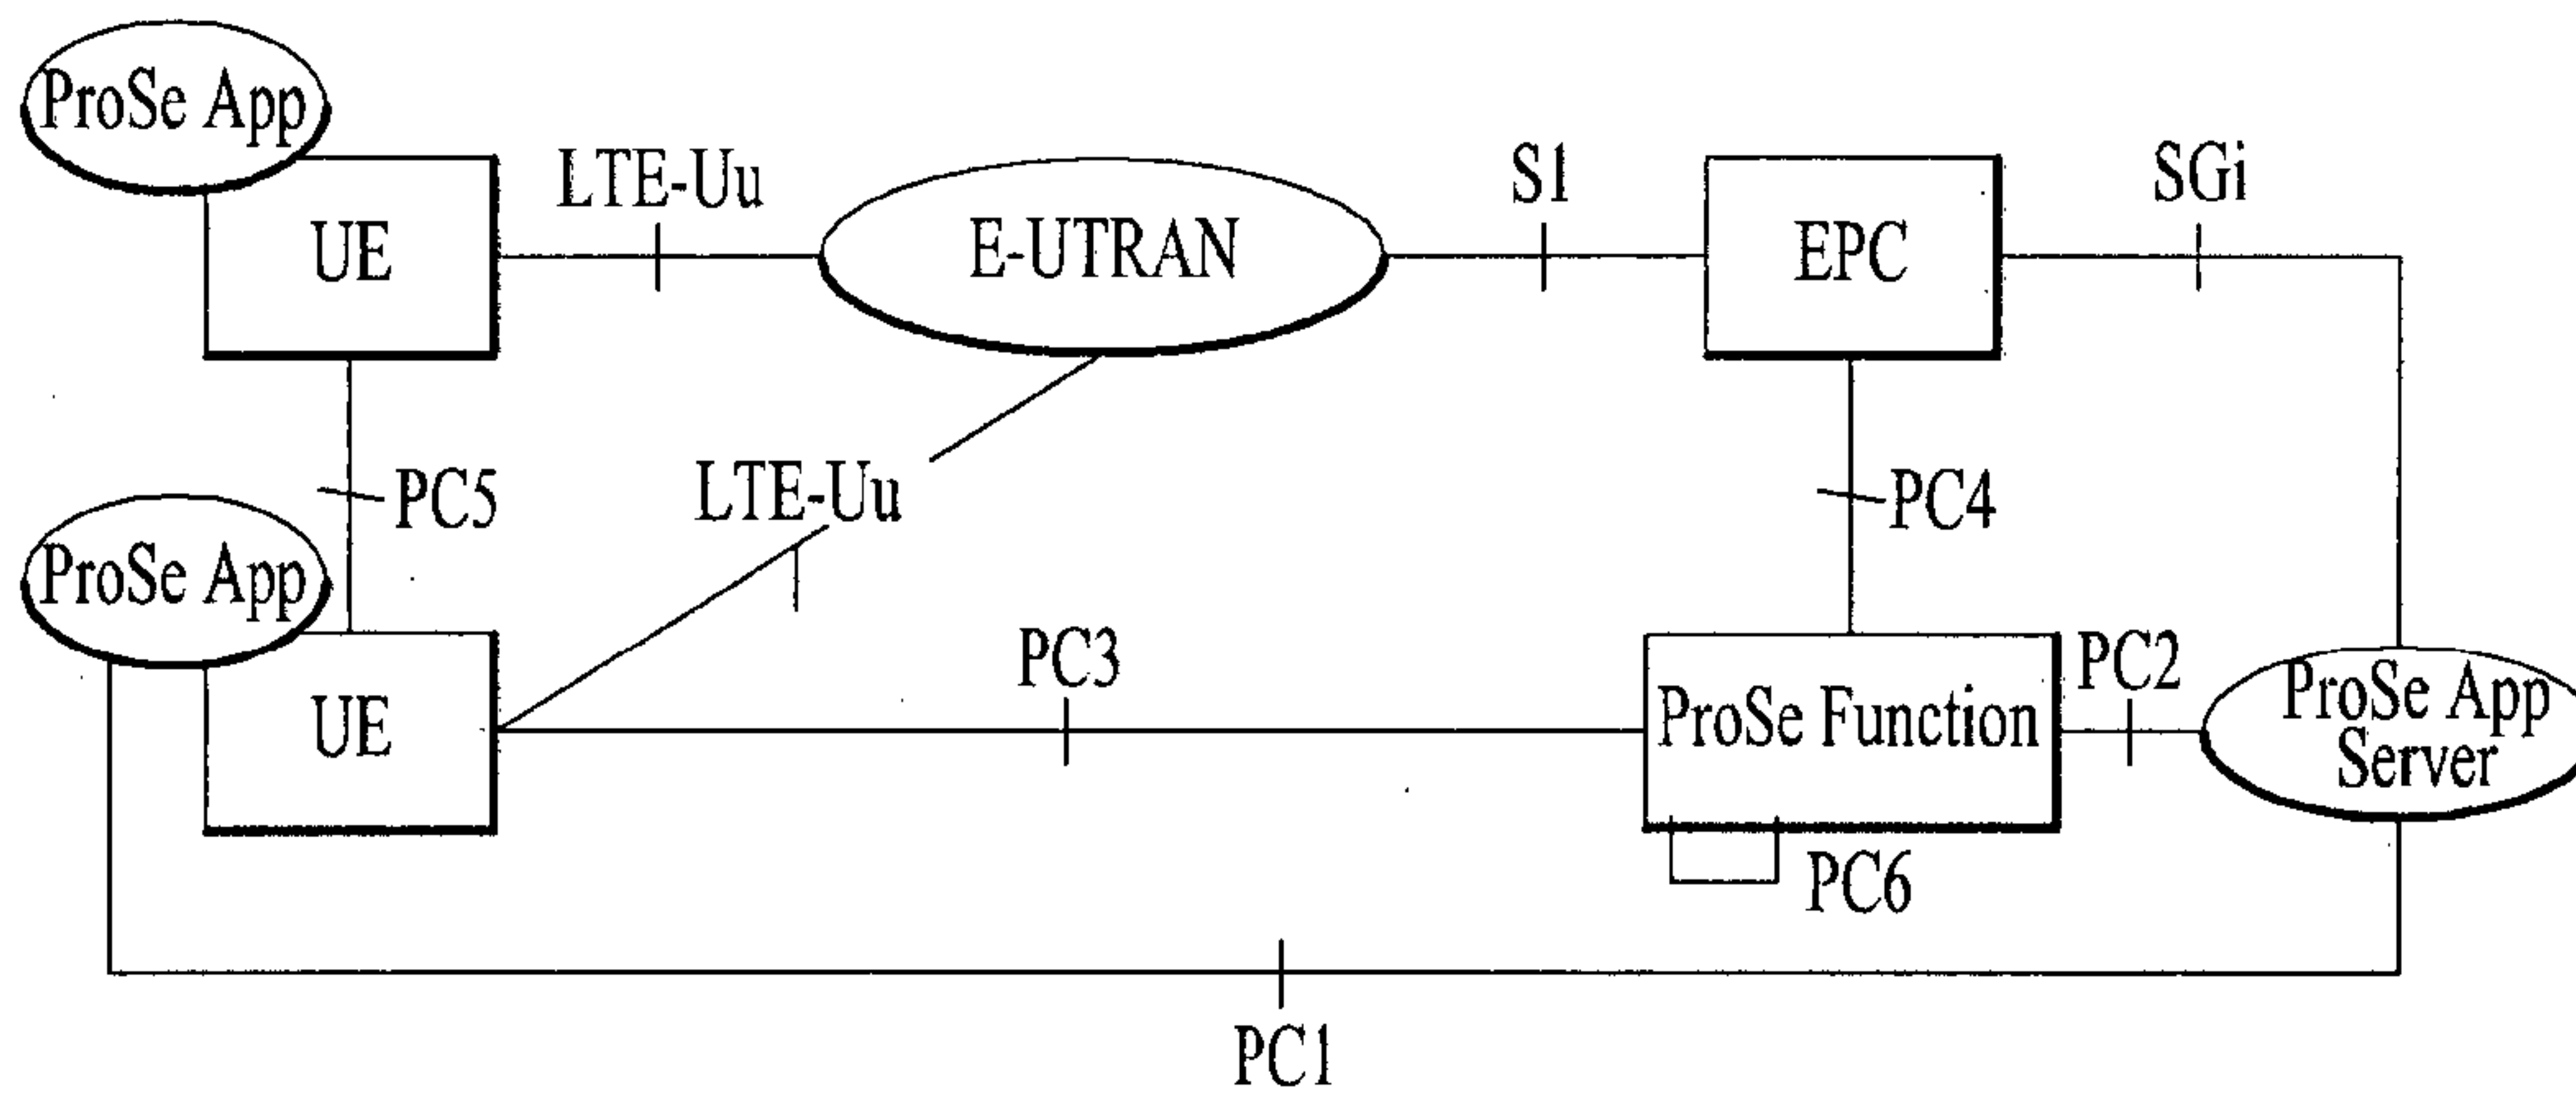 ProSe App
UE
LTE-Uu
E-UTRAN
S1
EPC
SGi
PC5
LTE-Uu
PC4
ProSe App
UE
PC3
ProSe Function
PC2
ProSe App
Server
PC6
PC1